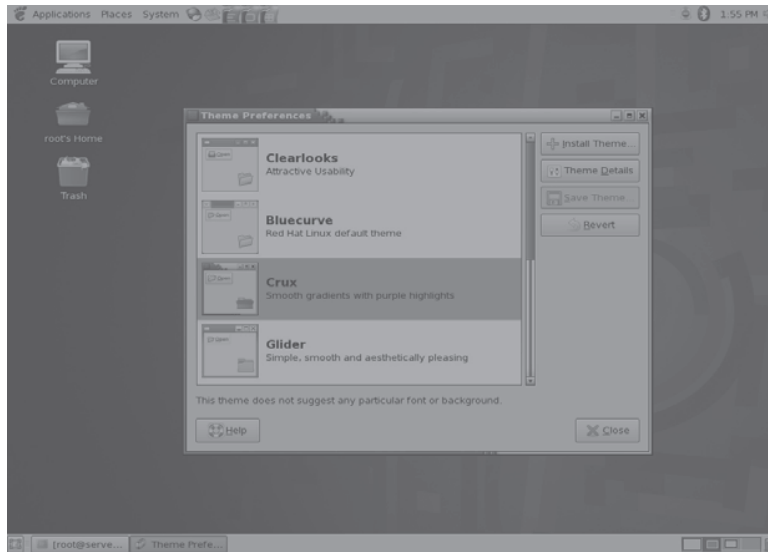 Applications Places System
1:55 PM
Computer
root's Home
Trash
Theme Preferences
Clearlooks
Attractive Usability
Bluecurve
Red Hat Linux default theme
Crux
Smooth gradients with purple highlights
Glider
Simple, smooth and aesthetically pleasing
Install Theme...
Theme Details
Save Theme...
Revert
This theme does not suggest any particular font or background.
Help
Close
[root@serve...
Theme Prefe...